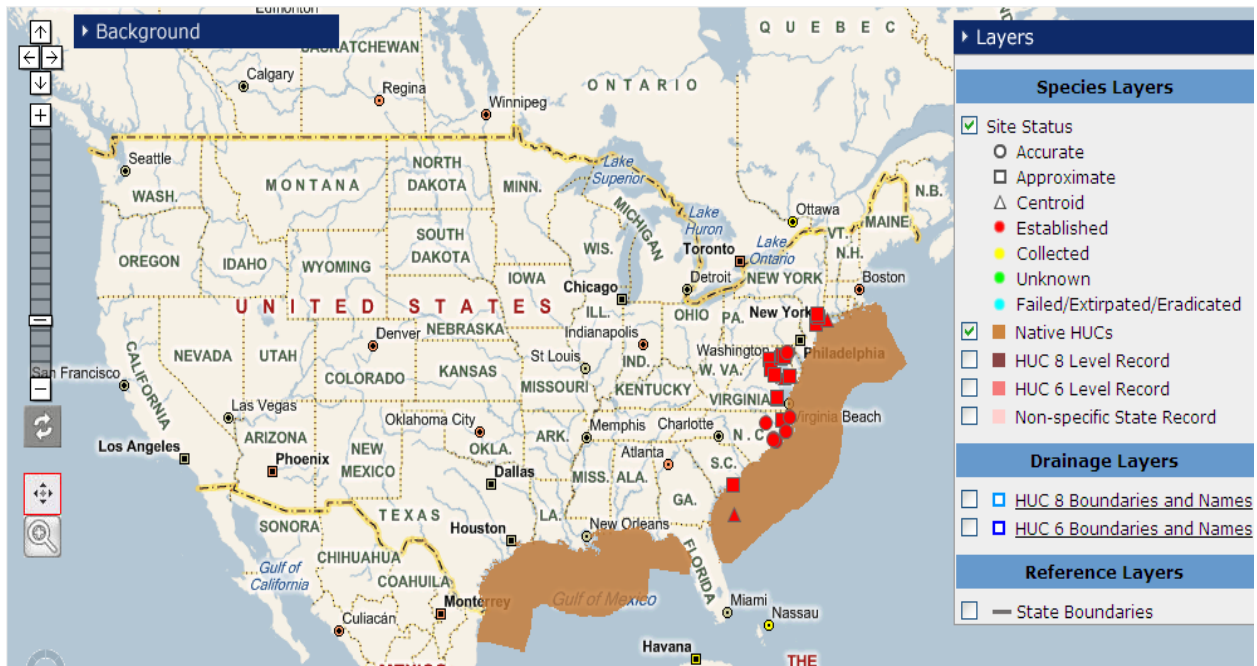 Edmonton
Background
SASKATCHEWAN
Calgary
Regina
Winnipeg
ONTARIO
QUEBEC
N.B.
Seattle
WASH.
MONTANA
NORTH
DAKOTA
MINN.
Lake
Superior
MICHIGAN
Lake
Huron
Ottawa
VT.
MAINE
N.H.
Toronto
Lake
Ontario
OREGON
IDAHO
WYOMING
SOUTH
DAKOTA
WIS.
IOWA
Chicago
Detroit
NEW YORK
Boston
UNITED STATES
ILL.
OHIO
PA.
New York
NEBRASKA
Indianapolis
IND.
Washington
Philadelphia
NEVADA
UTAH
Denver
COLORADO
KANSAS
St Louis
MISSOURI
KENTUCKY
W. VA.
VIRGINIA
Virginia Beach
San Francisco
CALIFORNIA
Las Vegas
Los Angeles
ARIZONA
Phoenix
NEW
MEXICO
Oklahoma City
OKLA.
ARK.
Memphis
Charlotte
N. C
S.C.
Atlanta
Dallas
MISS.
ALA.
GA.
TEXAS
LA.
Houston
New Orleans
FLORIDA
SONORA
CHIHUAHUA
COAHUILA
Gulf of
California
Gulf of Mexico
Monterrey
Culiacán
Miami
Nassau
Havana
MEXICO
THE
Layers
Species Layers
Site Status
Accurate
Approximate
Centroid
Established
Collected
Unknown
Failed/Extirpated/Eradicated
Native HUCs
HUC 8 Level Record
HUC 6 Level Record
Non-specific State Record
Drainage Layers
HUC 8 Boundaries and Names
HUC 6 Boundaries and Names
Reference Layers
State Boundaries